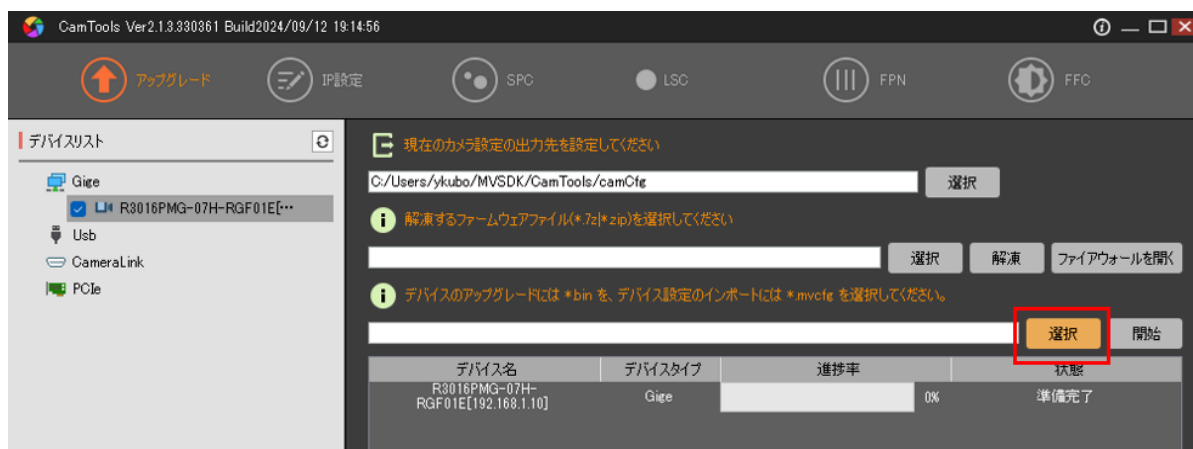 CamTools Ver2.1.3.330361 Build2024/09/12 19:14:56
アップグレード
IP設定
SPC
LSC
FPN
FFC
デバイスリスト
Gige
R3016PMG-07H-RGF01E[…
Usb
CameraLink
PCIe
現在のカメラ設定の出力先を設定してください
C:/Users/ykubo/MVSDK/CamTools/camCfg
選択
解凍するファームウェアファイル(*.7z|*zip)を選択してください
選択 解凍 ファイアウォールを開く
デバイスのアップグレードには *bin を、デバイス設定のインポートには *.mvcfg を選択してください。
選択 開始
デバイス名 デバイスタイプ 進捗率 状態
R3016PMG-07H-
RGF01E[192.168.1.10] Gige 0% 準備完了